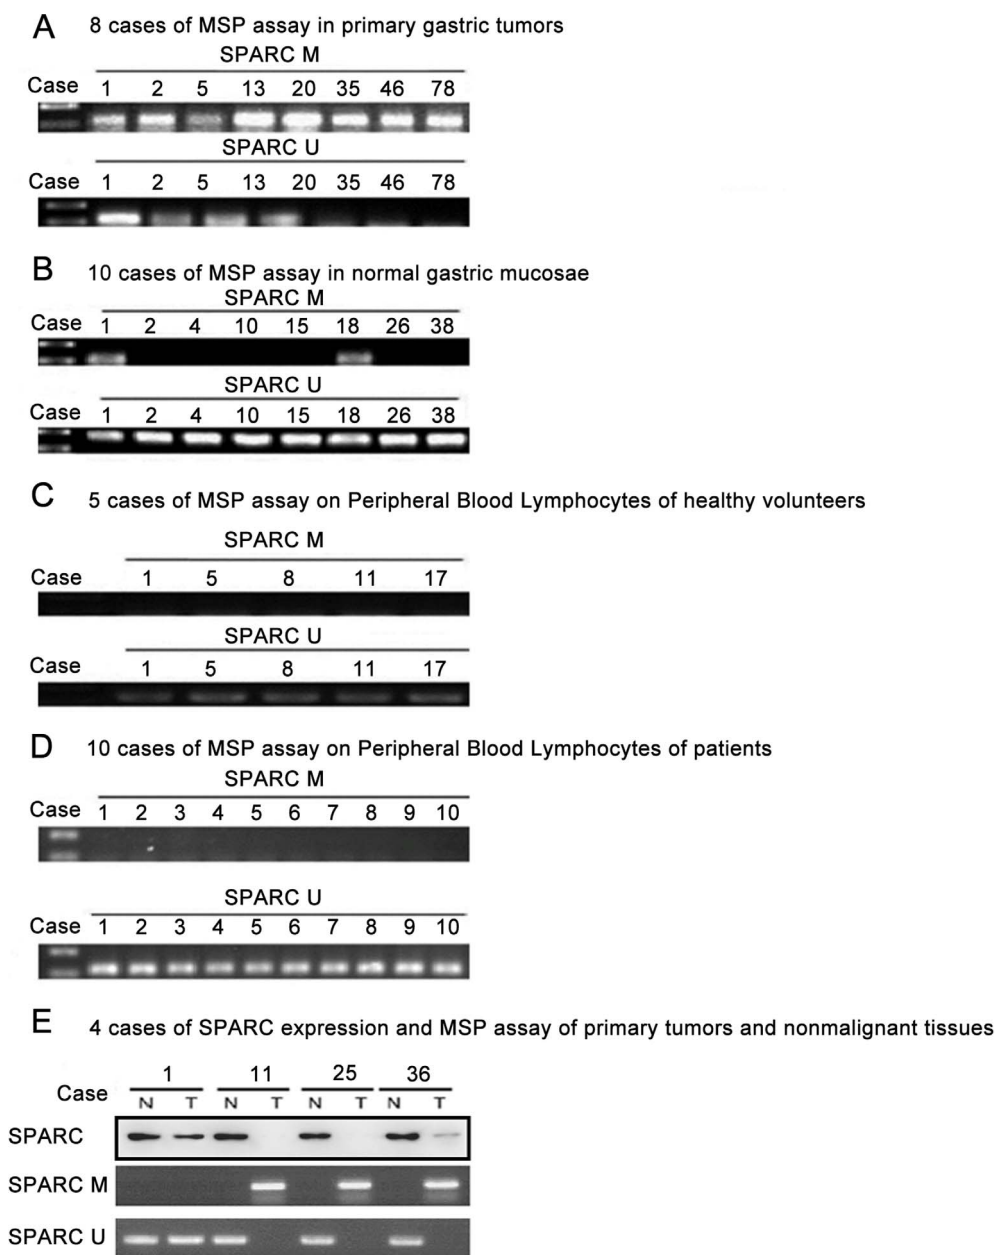 A 8 cases of MSP assay in primary gastric tumors
SPARC M
Case 1 2 5 13 20 35 46 78
SPARC U
Case 1 2 5 13 20 35 46 78
B 10 cases of MSP assay in normal gastric mucosae
SPARC M
Case 1 2 4 10 15 18 26 38
SPARC U
Case 1 2 4 10 15 18 26 38
C 5 cases of MSP assay on Peripheral Blood Lymphocytes of healthy volunteers
SPARC M
Case 1 5 8 11 17
SPARC U
Case 1 5 8 11 17
D 10 cases of MSP assay on Peripheral Blood Lymphocytes of patients
SPARC M
Case 1 2 3 4 5 6 7 8 9 10
SPARC U
Case 1 2 3 4 5 6 7 8 9 10
E 4 cases of SPARC expression and MSP assay of primary tumors and nonmalignant tissues
1 11 25 36
Case N T N T N T N T
SPARC
SPARC M
SPARC U